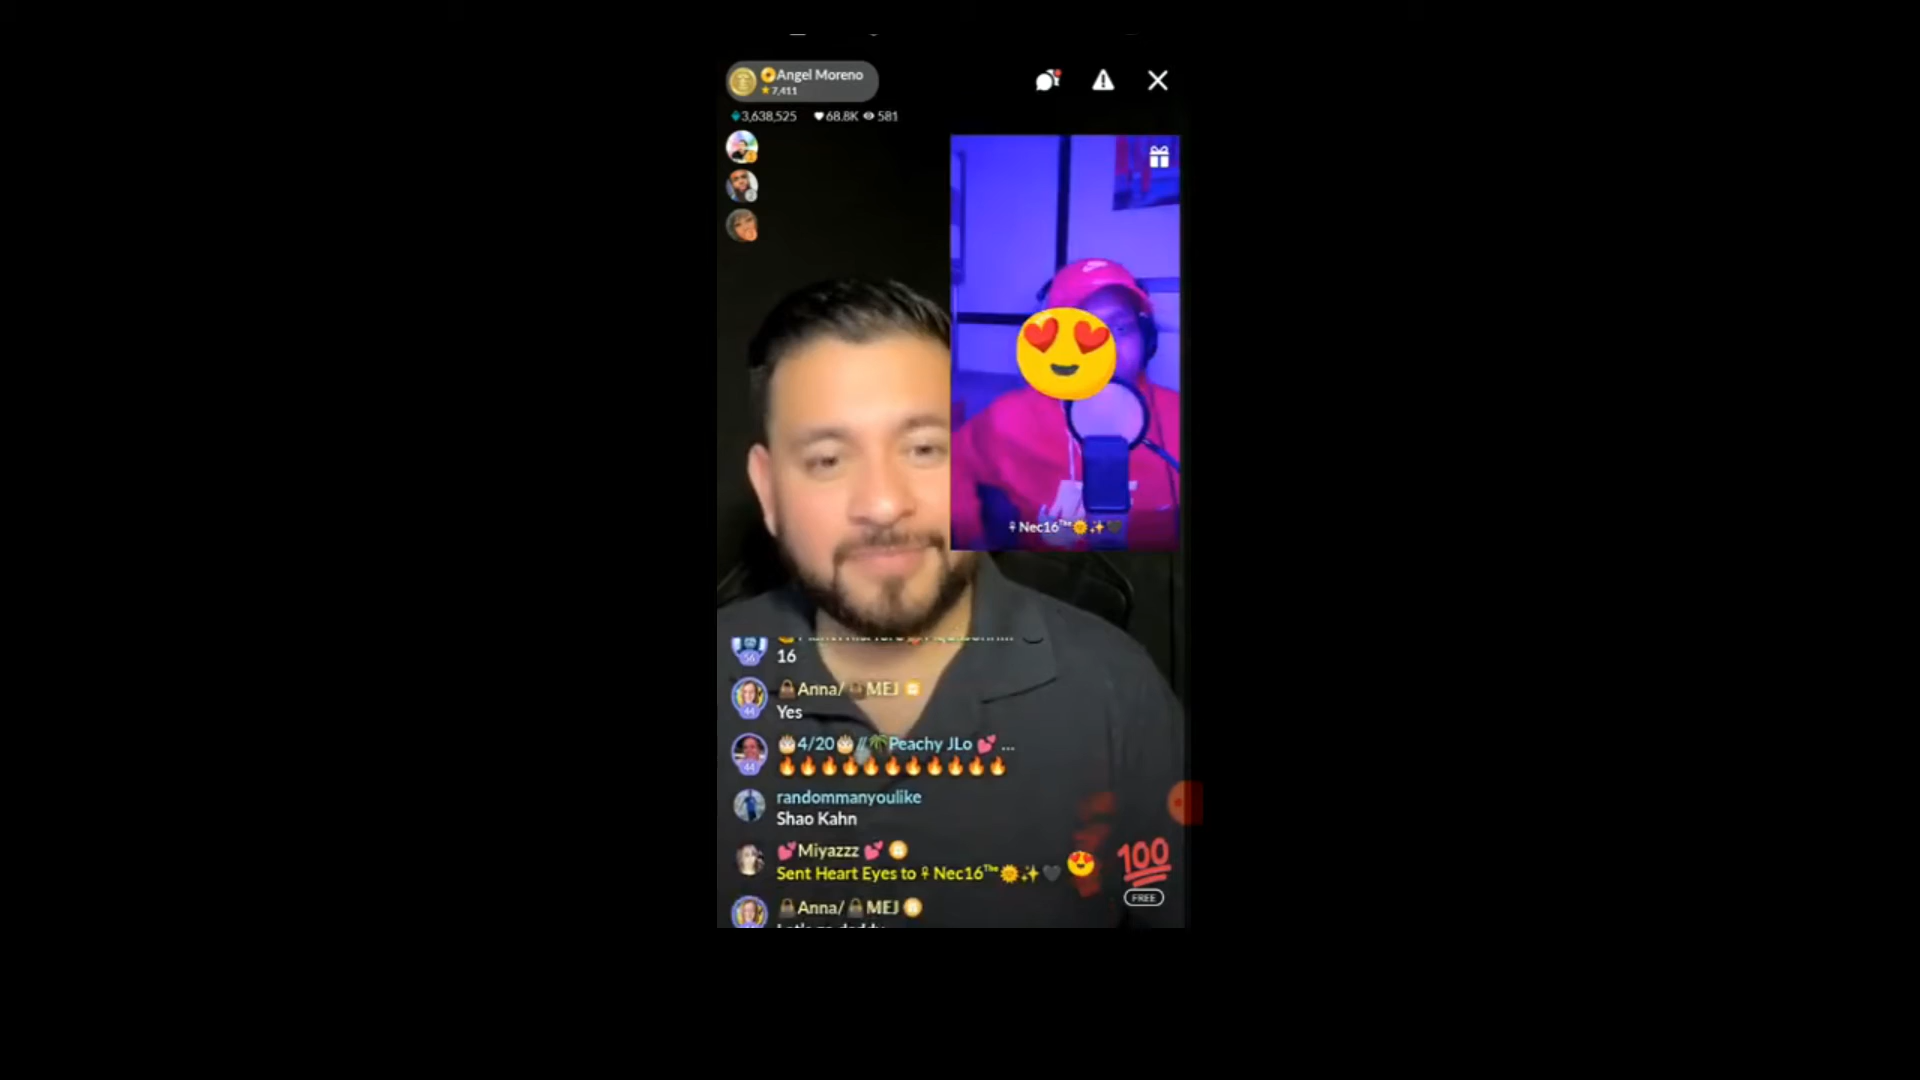 Angel Moreno
7,411
3,638,525 68.8K 581
Nec16™
16
Anna/ MEJ
Yes
4/20 // Peachy JLo ...
randommanyoulike
Shao Kahn
Miyazzz
Sent Heart Eyes to Nec16™
100
FREE
Anna/ MEJ